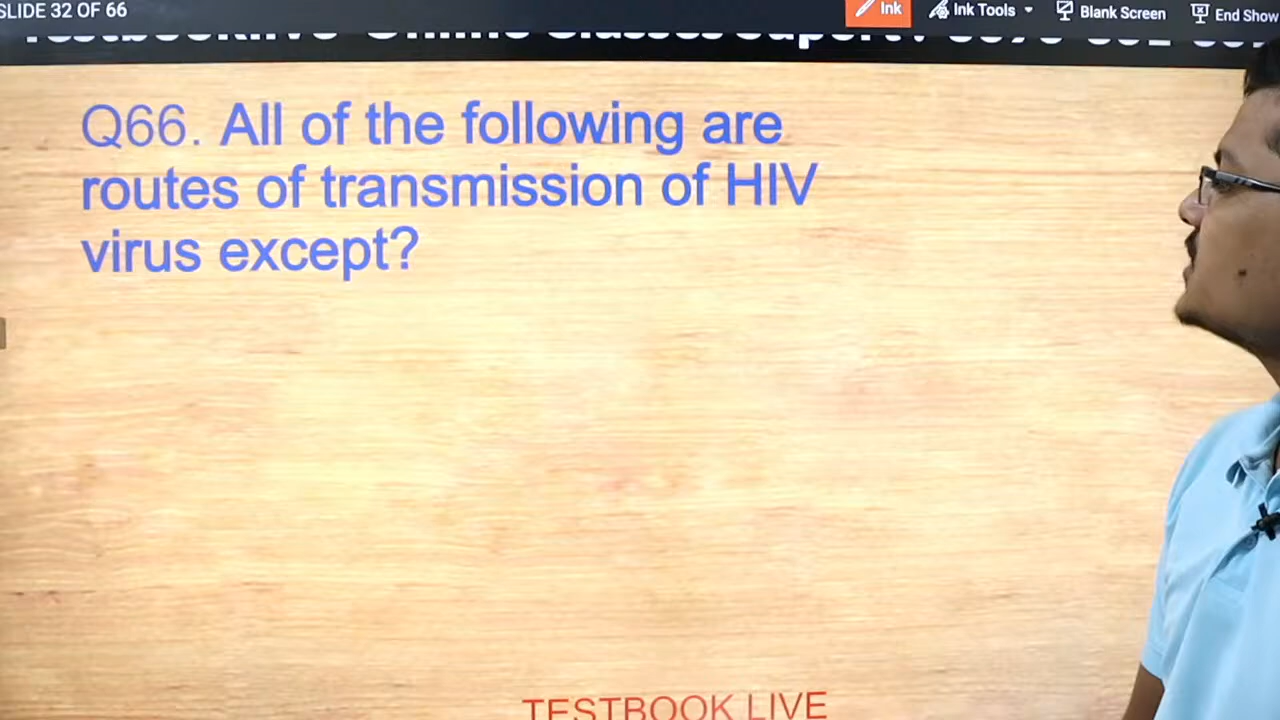 SLIDE 32 OF 66
Ink
Ink Tools
Blank Screen
End Show
Q66. All of the following are
routes of transmission of HIV
virus except?
TESTBOOK LIVE